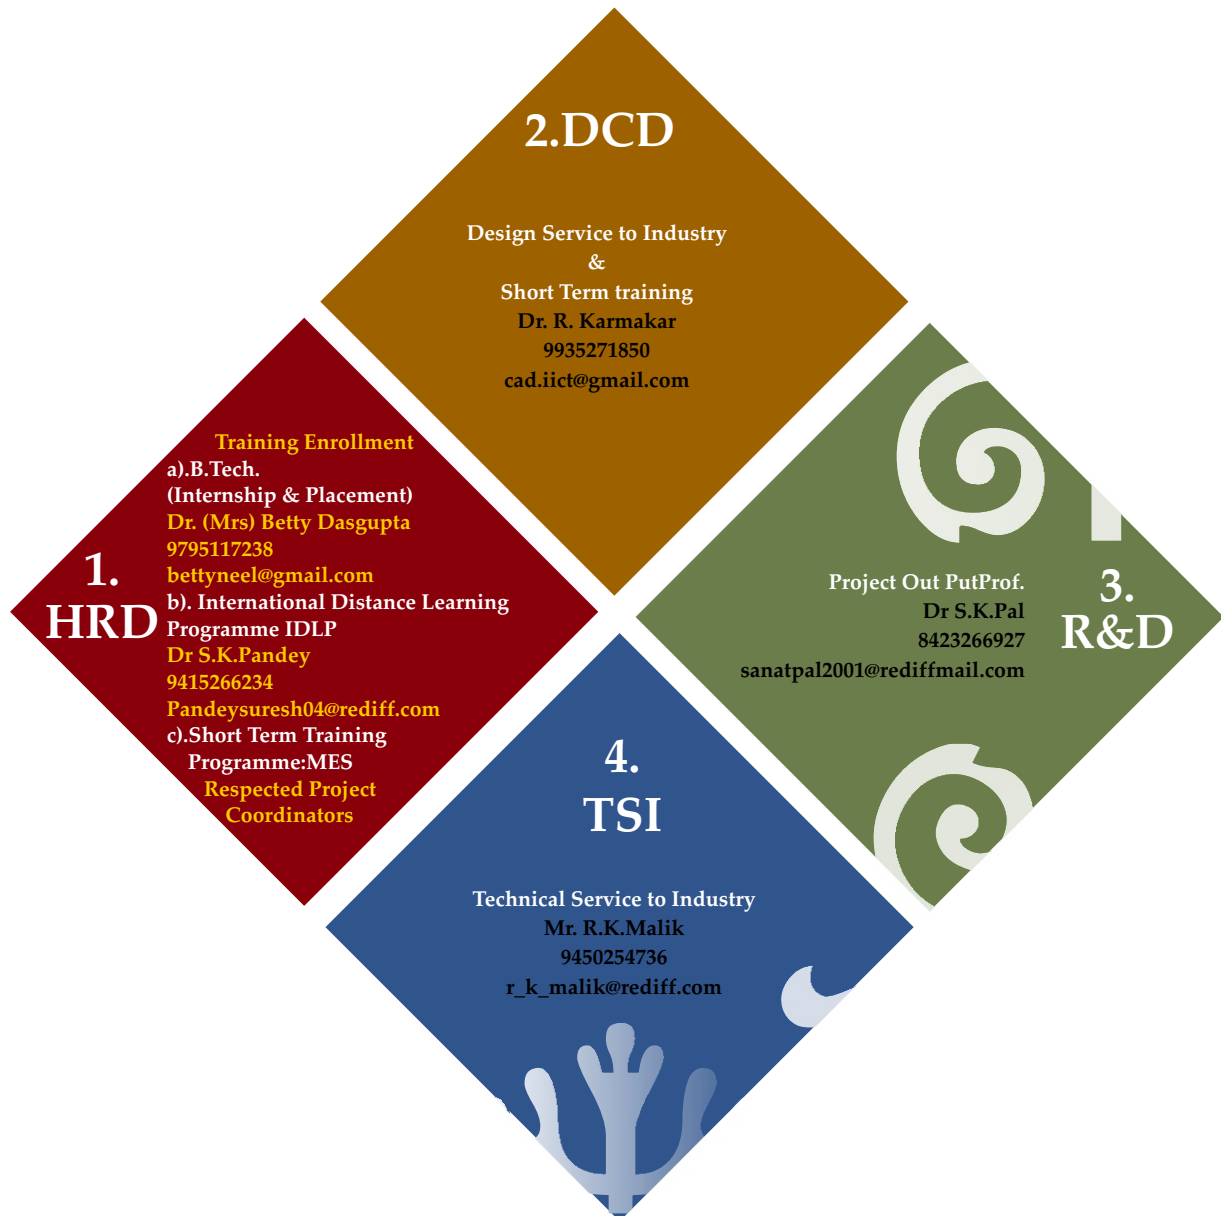 2.DCD
Design Service to Industry
&
Short Term training
Dr. R. Karmakar
9935271850
cad.iict@gmail.com
1.
HRD
Training Enrollment
a).B.Tech.
(Internship & Placement)
Dr. (Mrs) Betty Dasgupta
9795117238
bettyneel@gmail.com
b). International Distance Learning
Programme IDLP
Dr S.K.Pandey
9415266234
Pandeysuresh04@rediff.com
c).Short Term Training
Programme:MES
Respected Project
Coordinators
3.
R&D
Project Out PutProf.
Dr S.K.Pal
8423266927
sanatpal2001@rediffmail.com
4.
TSI
Technical Service to Industry
Mr. R.K.Malik
9450254736
r_k_malik@rediff.com